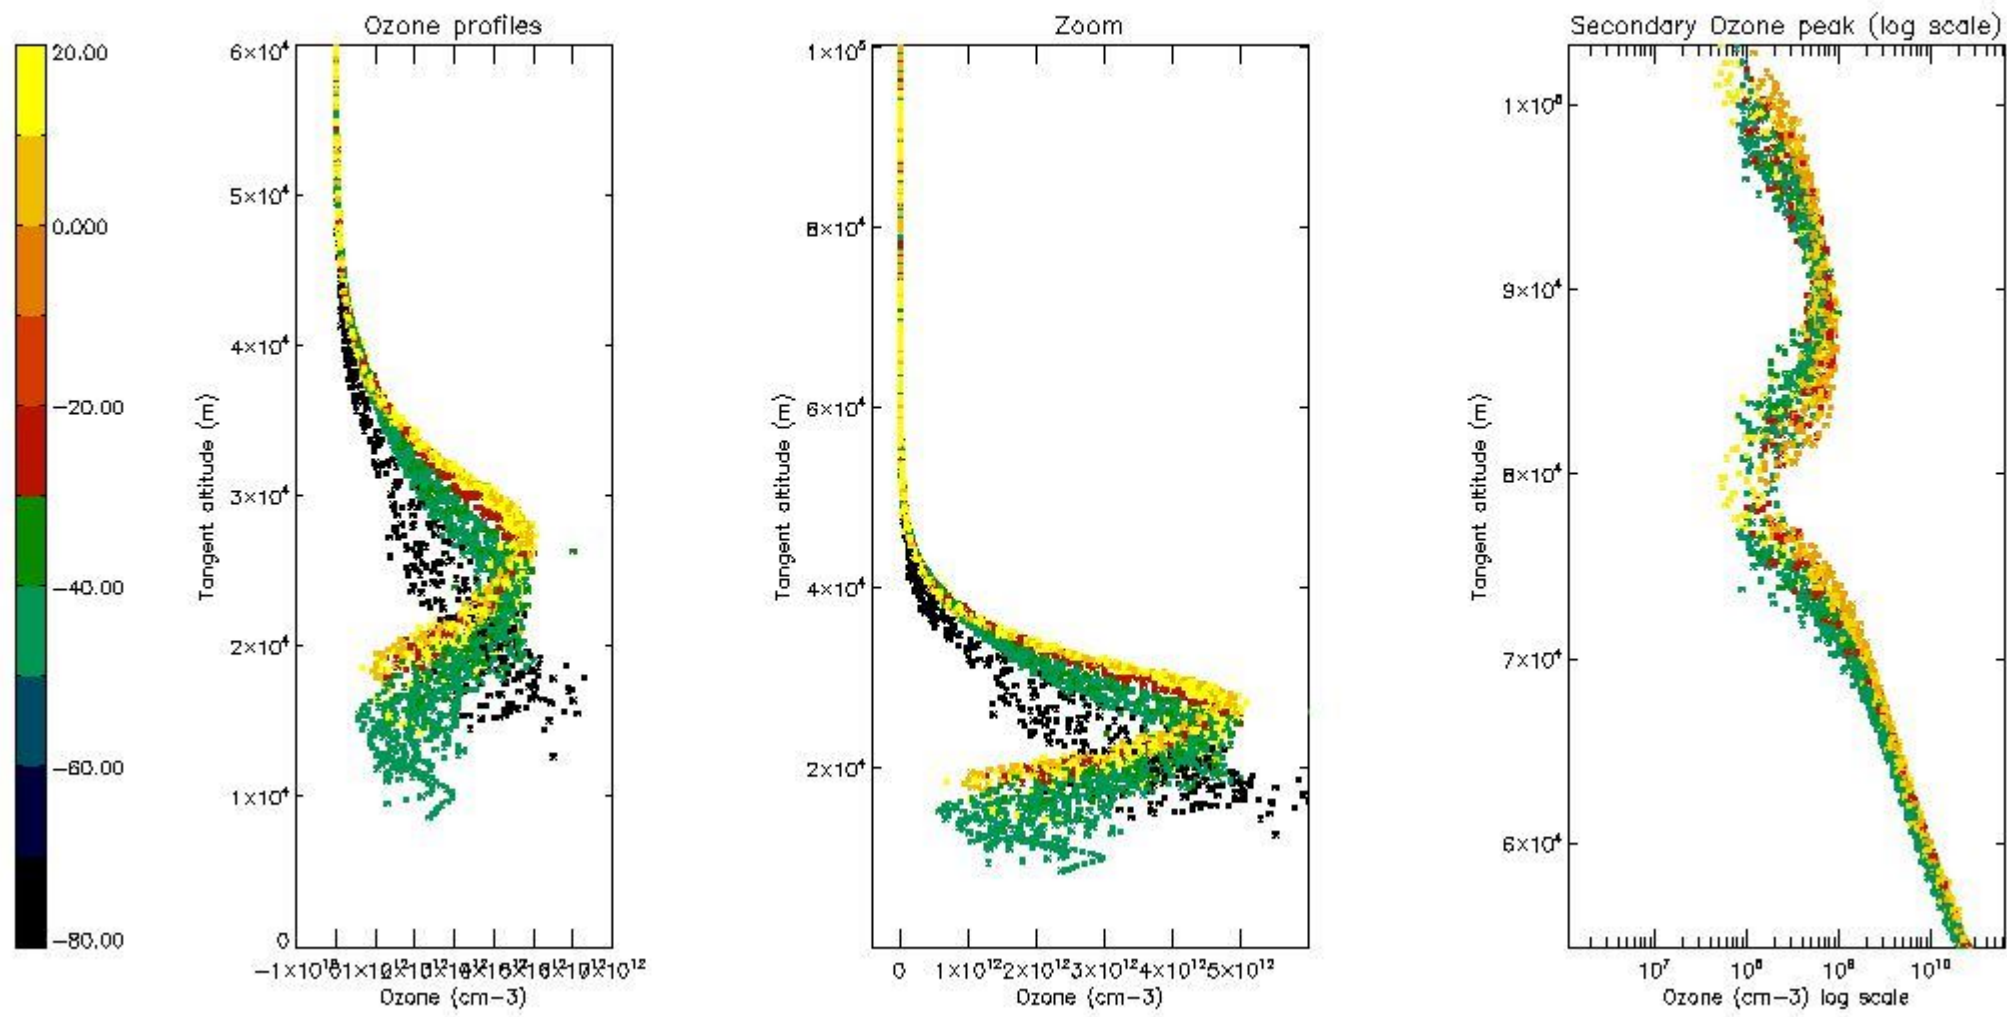 Ozone profiles
Zoom
Secondary Ozone peak (log scale)
20.00
0.000
−20.00
−40.00
−60.00
−80.00
6×10⁴
5×10⁴
4×10⁴
3×10⁴
2×10⁴
1×10⁴
0
Tangent altitude (m)
Ozone (cm−3)
1×10⁵
8×10⁴
6×10⁴
4×10⁴
2×10⁴
Tangent altitude (m)
0 1×10¹² 2×10¹² 3×10¹² 4×10¹² 5×10¹²
Ozone (cm−3)
9×10⁴
8×10⁴
7×10⁴
6×10⁴
Tangent altitude (m)
10⁷ 10⁸ 10⁹ 10¹⁰
Ozone (cm−3) log scale